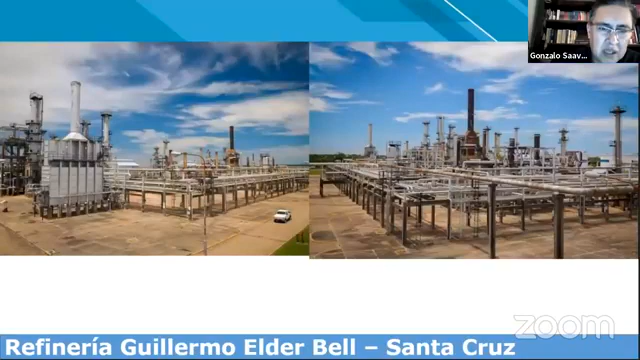 Gonzalo Saav...
zoom
Refinería Guillermo Elder Bell – Santa Cruz